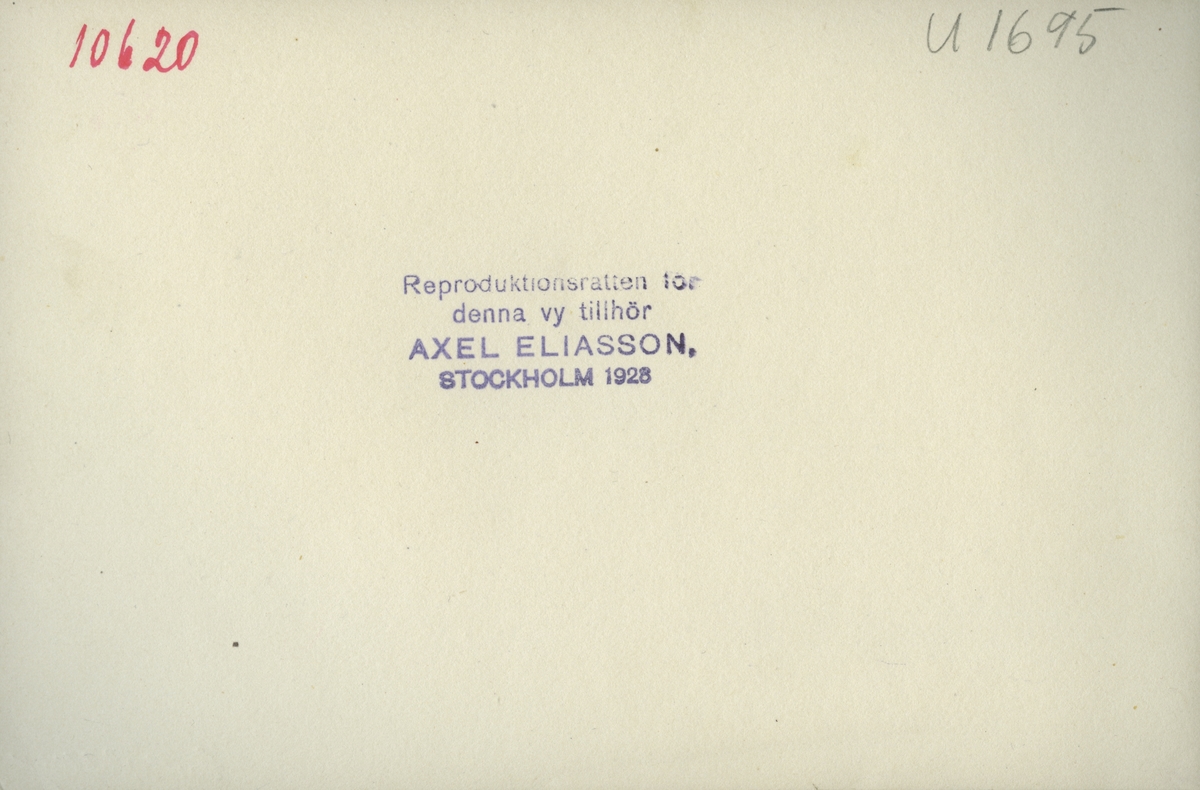 10620
U 1695
Reproduktionsrätten för
denna vy tillhör
AXEL ELIASSON,
STOCKHOLM 1928